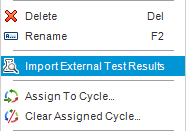 Delete Del
Rename F2
Import External Test Results
Assign To Cycle...
Clear Assigned Cycle...